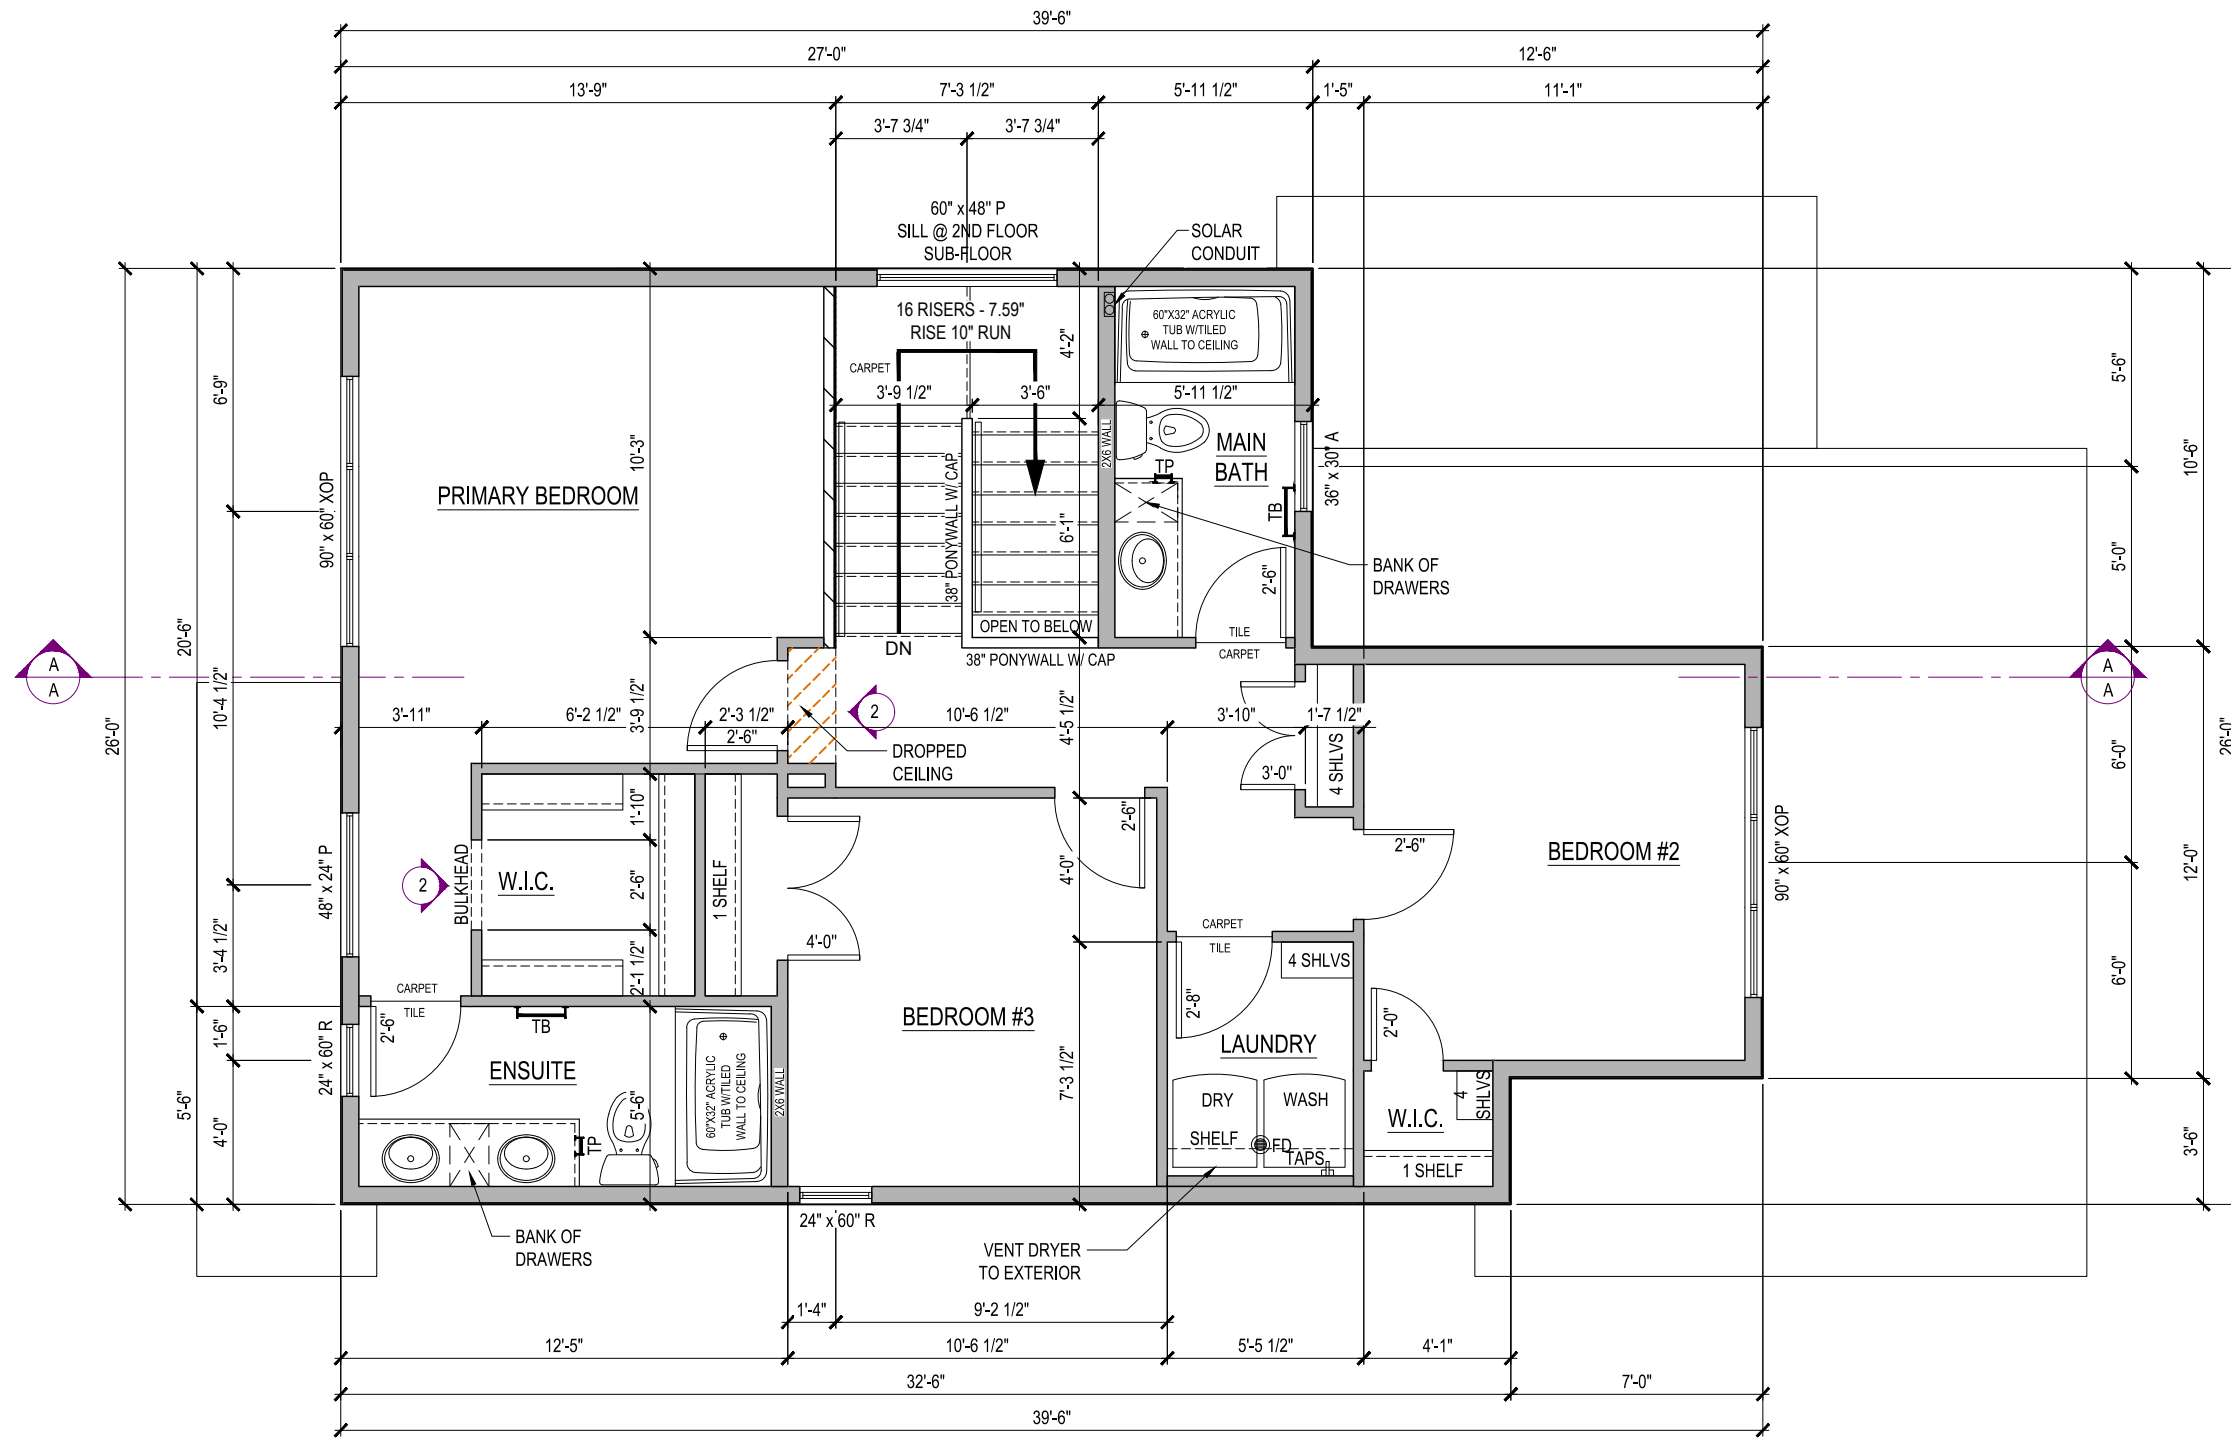 39'-6"
27'-0"
12'-6"
13'-9"
7'-3 1/2"
5'-11 1/2"
1'-5"
11'-1"
3'-7 3/4"
3'-7 3/4"
60" x 48" P
SILL @ 2ND FLOOR
SUB-FLOOR
SOLAR
CONDUIT
16 RISERS - 7.59"
RISE 10" RUN
CARPET
4'-2"
60"X32" ACRYLIC
TUB W/TILED
WALL TO CEILING
3'-9 1/2"
3'-6"
5'-11 1/2"
6'-9"
5'-6"
10'-3"
2X6 WALL
MAIN
BATH
TP
TB
36" x 30" A
10'-6"
PRIMARY BEDROOM
90" x 60" XOP
38" PONYWALL W/ CAP
6'-1"
BANK OF
DRAWERS
5'-0"
2'-6"
OPEN TO BELOW
TILE
CARPET
DN
38" PONYWALL W/ CAP
20'-6"
26'-0"
A
A
10'-4 1/2"
3'-11"
6'-2 1/2"
3'-9 1/2"
2'-3 1/2"
2'-6"
2
10'-6 1/2"
4'-5 1/2"
3'-10"
1'-7 1/2"
A
A
26'-0"
6'-0"
DROPPED
CEILING
3'-0"
4 SHLVS
1'-10"
2'-6"
2'-6"
BEDROOM #2
90" x 60" XOP
12'-0"
48" x 24" P
2
BULKHEAD
W.I.C.
2'-6"
1 SHELF
4'-0"
4'-0"
3'-4 1/2"
2'-1 1/2"
CARPET
TILE
4 SHLVS
6'-0"
CARPET
TILE
TB
2'-6"
BEDROOM #3
2'-8"
LAUNDRY
2'-0"
1'-6"
24" x 60" R
ENSUITE
60"X32" ACRYLIC
TUB W/TILED
WALL TO CEILING
2X6 WALL
5'-6"
5'-6"
4'-0"
TP
7'-3 1/2"
DRY
WASH
SHELF
FD
TAPS
W.I.C.
4
SHLVS
1 SHELF
3'-6"
24" x 60" R
BANK OF
DRAWERS
VENT DRYER
TO EXTERIOR
1'-4"
9'-2 1/2"
12'-5"
10'-6 1/2"
5'-5 1/2"
4'-1"
32'-6"
7'-0"
39'-6"